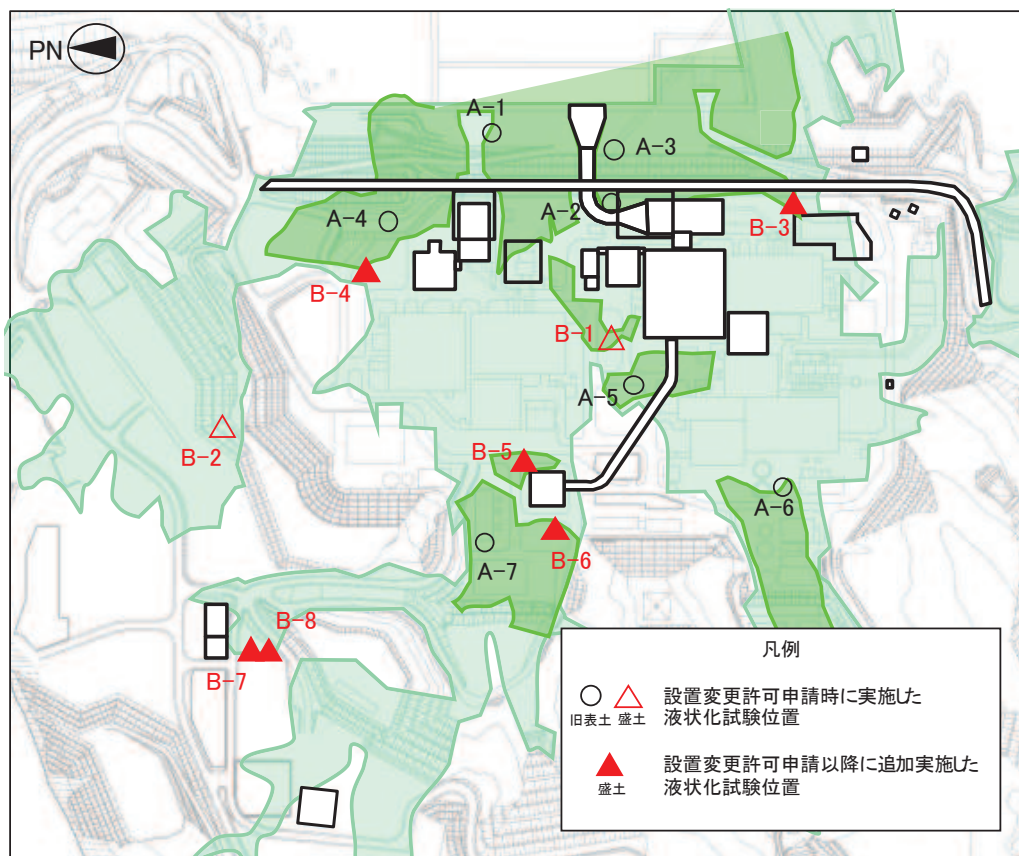 PN
A-1
A-3
A-2
A-4
B-3
B-4
B-1
A-5
B-2
B-5
A-6
B-6
A-7
B-8
B-7
凡例
設置変更許可申請時に実施した
旧表土 盛土 液状化試験位置
設置変更許可申請以降に追加実施した
盛土 液状化試験位置